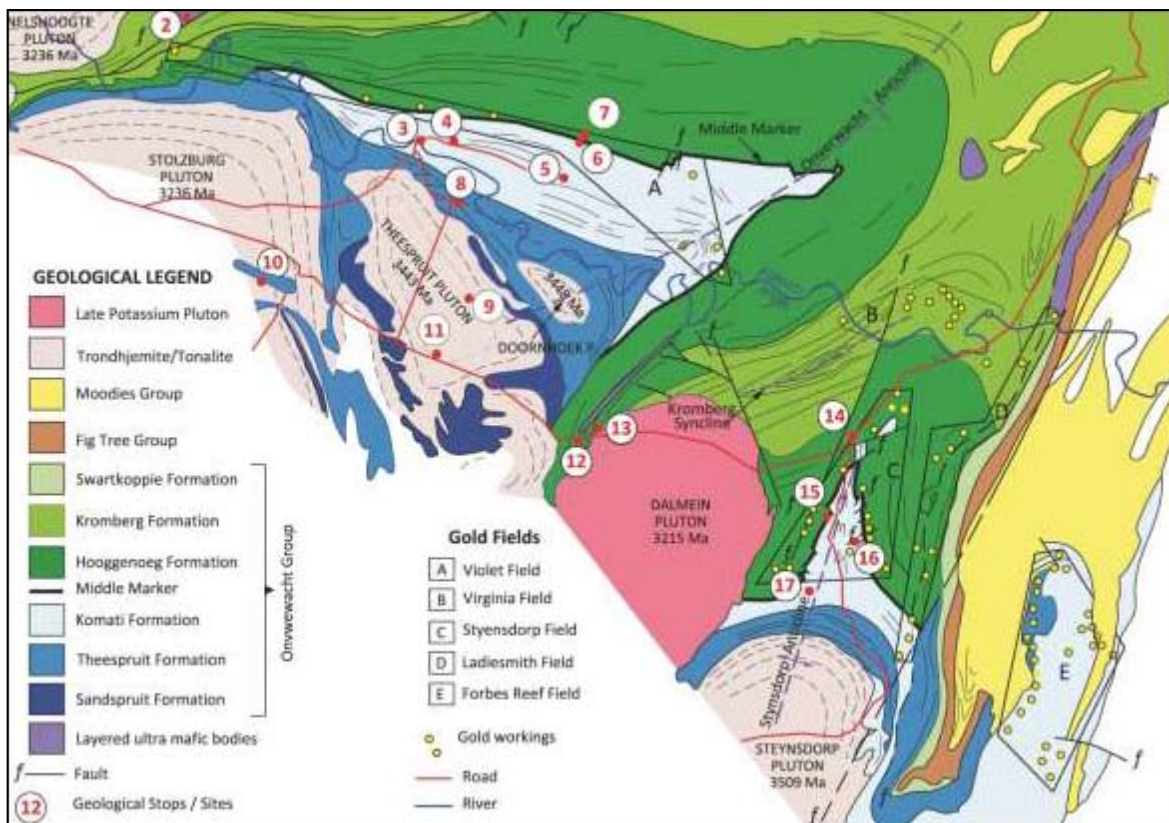 NELSHOOGTE
PLUTON
3236 Ma
2
f
f
f
3
4
7
6
5
Middle Marker
Onverwacht Anticline
STOLZBURG
PLUTON
3236 Ma
8
A
f
f
THEESPRUIT PLUTON
3443 Ma
3448 Ma
10
9
11
DOORNHOEK P.
f
B
f
Kromberg
Syncline
14
D
12
13
C
15
f
f
DALMEIN
PLUTON
3215 Ma
16
f
17
E
f
Stynsdorp Anticline
STEYNSDORP
PLUTON
3509 Ma
f
f
GEOLOGICAL LEGEND
Late Potassium Pluton
Trondhjemite/Tonalite
Moodies Group
Fig Tree Group
Swartkoppie Formation
Kromberg Formation
Hooggenoeg Formation
Middle Marker
Komati Formation
Theespruit Formation
Sandspruit Formation
Layered ultra mafic bodies
f Fault
12 Geological Stops / Sites
Onvwewacht Group
Gold Fields
A Violet Field
B Virginia Field
C Styensdorp Field
D Ladiesmith Field
E Forbes Reef Field
Gold workings
Road
River